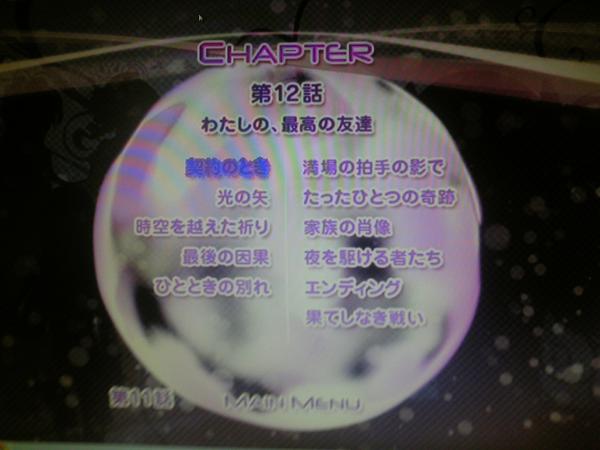 CHAPTER
第12話
わたしの、最高の友達
契約のとき
光の矢
時空を越えた祈り
最後の因果
ひとときの別れ
満場の拍手の影で
たったひとつの奇跡
家族の肖像
夜を駆ける者たち
エンディング
果てしなき戦い
第11話
MAIN MENU